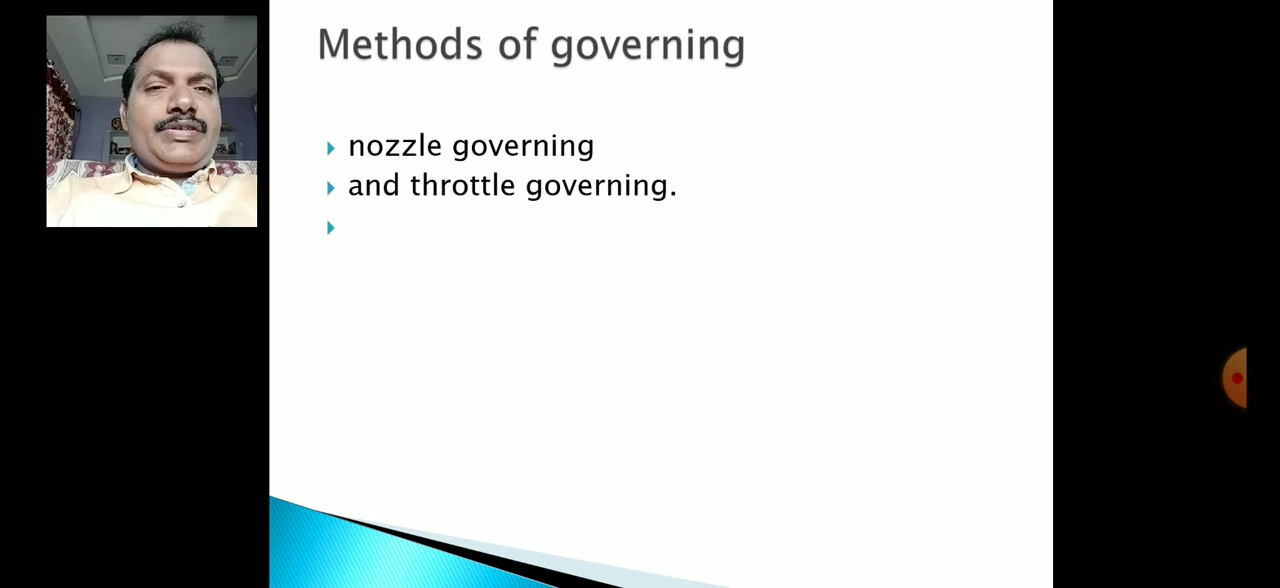 Methods of governing
nozzle governing
and throttle governing.